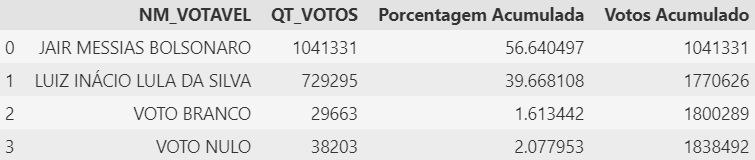 NM_VOTAVEL QT_VOTOS Porcentagem Acumulada Votos Acumulado
0 JAIR MESSIAS BOLSONARO 1041331 56.640497 1041331
1 LUIZ INÁCIO LULA DA SILVA 729295 39.668108 1770626
2 VOTO BRANCO 29663 1.613442 1800289
3 VOTO NULO 38203 2.077953 1838492